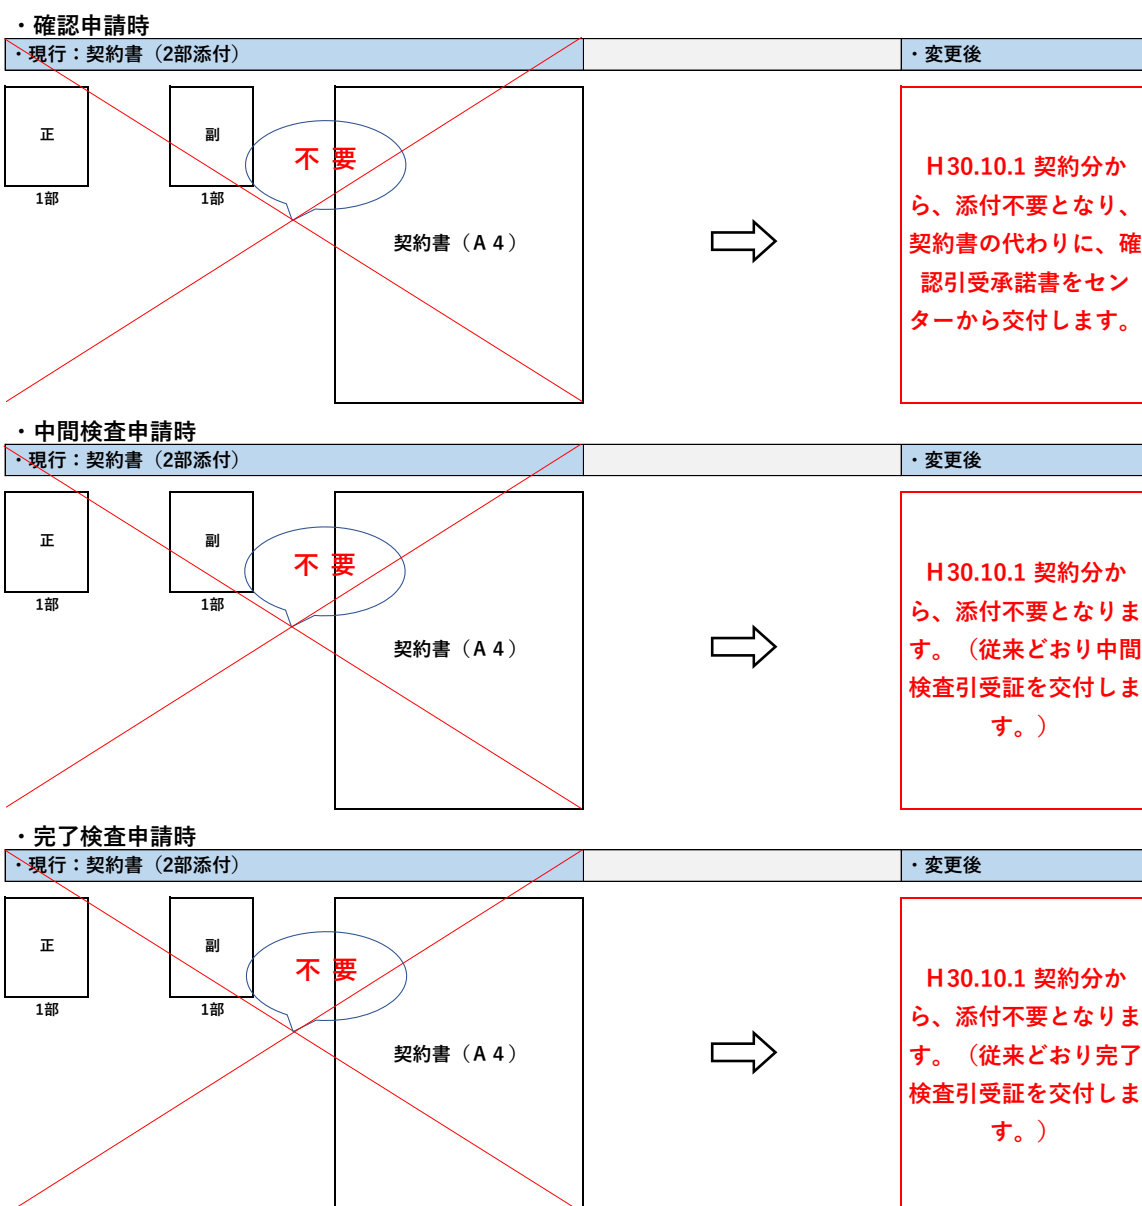 ・確認申請時
・現行：契約書（2部添付）
・変更後
正
副
不 要
1部
1部
契約書（A４）
H30.10.1 契約分か
ら、添付不要となり、
契約書の代わりに、確
認引受承諾書をセン
ターから交付します。
・中間検査申請時
・現行：契約書（2部添付）
・変更後
正
副
不 要
1部
1部
契約書（A４）
H30.10.1 契約分か
ら、添付不要となりま
す。（従来どおり中間
検査引受証を交付しま
す。）
・完了検査申請時
・現行：契約書（2部添付）
・変更後
正
副
不 要
1部
1部
契約書（A４）
H30.10.1 契約分か
ら、添付不要となりま
す。（従来どおり完了
検査引受証を交付しま
す。）